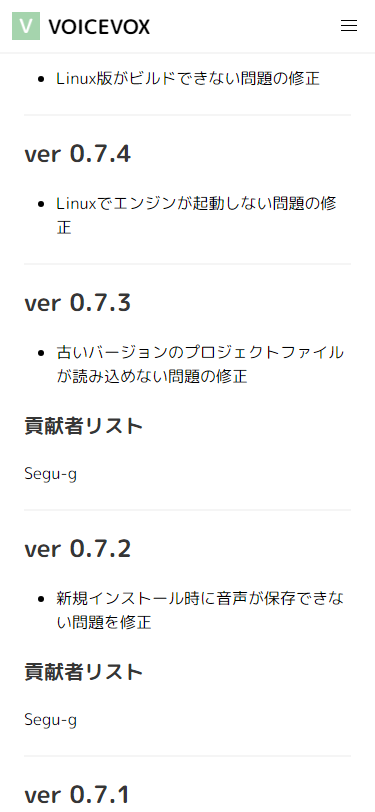 V VOICEVOX
Linux版がビルドできない問題の修正
ver 0.7.4
Linuxでエンジンが起動しない問題の修
正
ver 0.7.3
古いバージョンのプロジェクトファイル
が読み込めない問題の修正
貢献者リスト
Segu-g
ver 0.7.2
新規インストール時に音声が保存できな
い問題を修正
貢献者リスト
Segu-g
ver 0.7.1